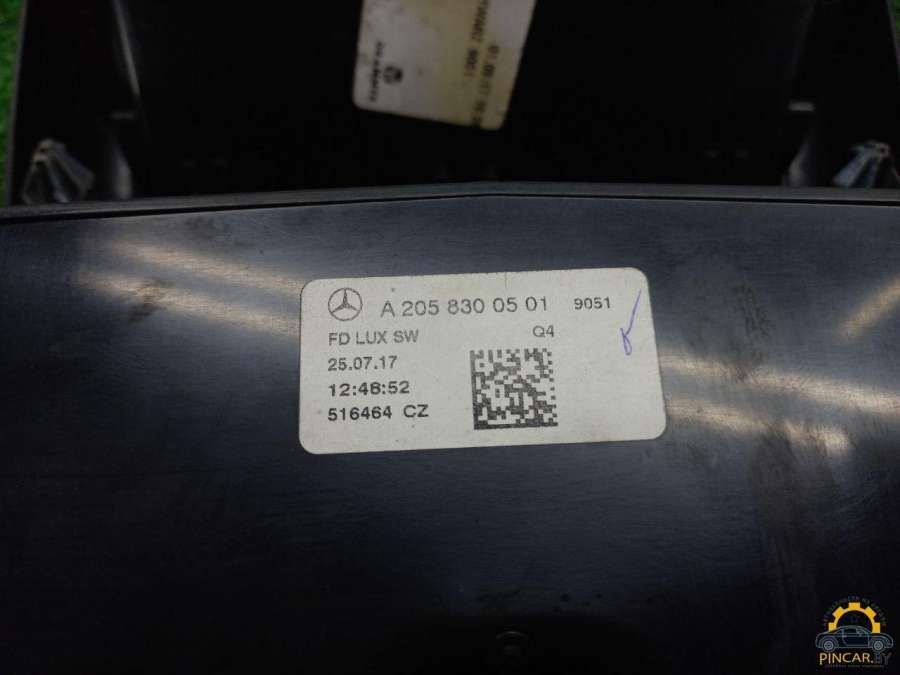 A 205 830 05 01 9051
FD LUX SW Q4
25.07.17
12:48:52
516464 CZ
PINCAR.BY